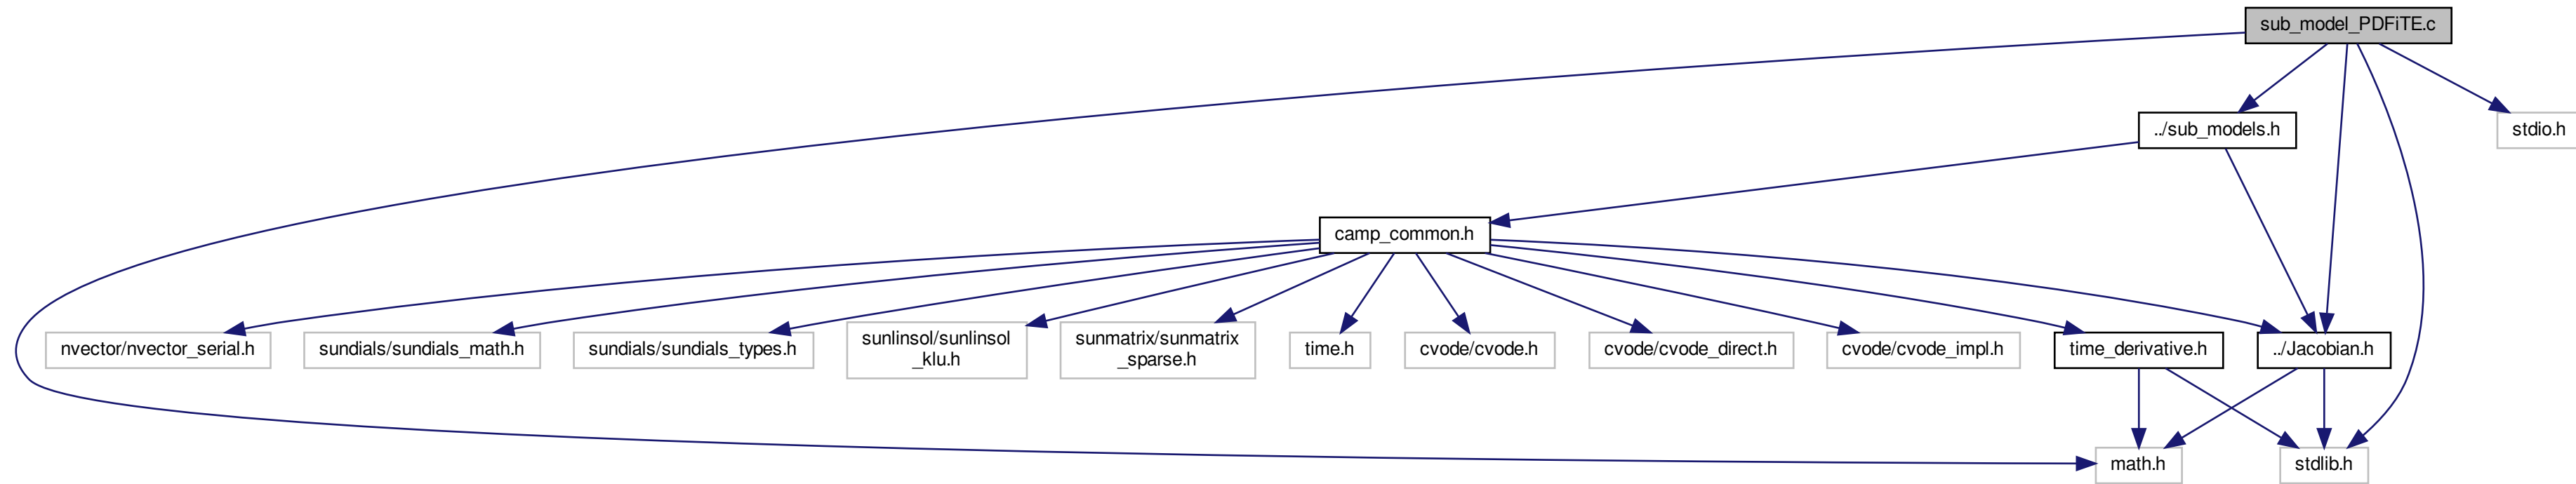 sub_model_PDFiTE.c
../sub_models.h
stdio.h
camp_common.h
nvector/nvector_serial.h
sundials/sundials_math.h
sundials/sundials_types.h
sunlinsol/sunlinsol
_klu.h
sunmatrix/sunmatrix
_sparse.h
time.h
cvode/cvode.h
cvode/cvode_direct.h
cvode/cvode_impl.h
time_derivative.h
../Jacobian.h
math.h
stdlib.h